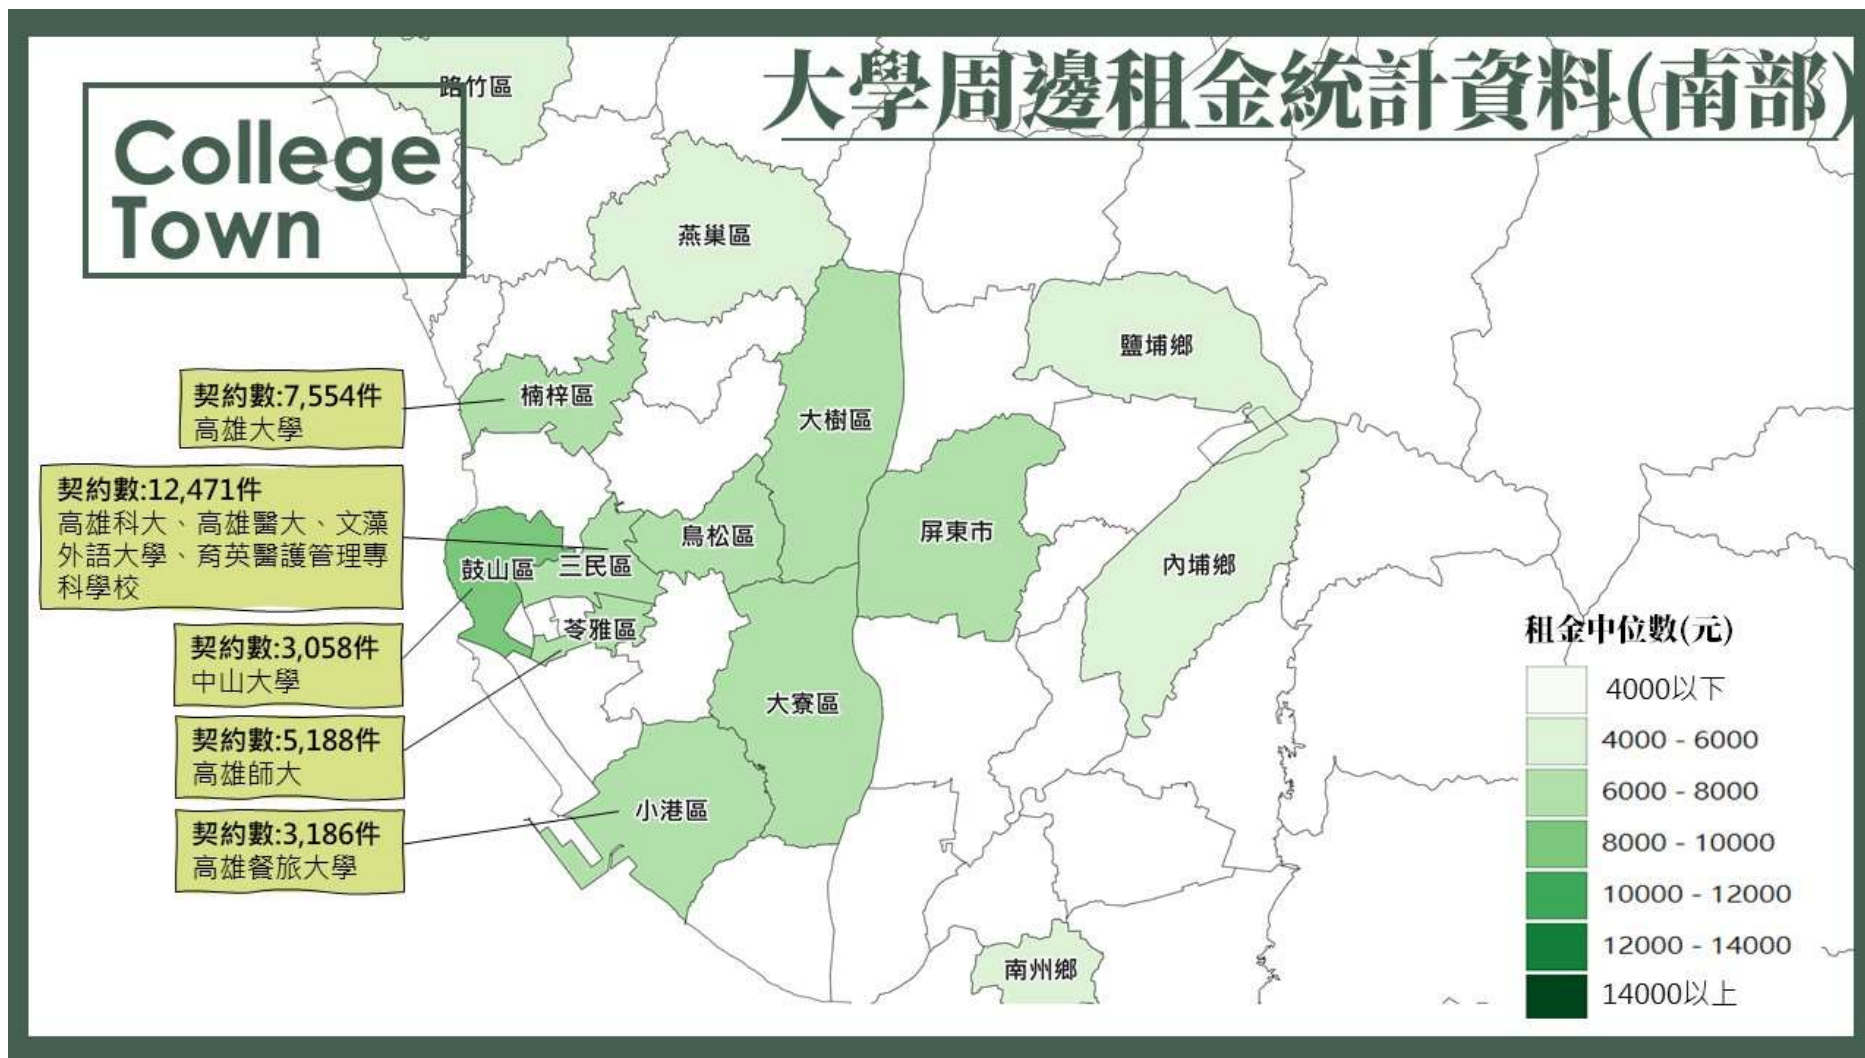 大學周邊租金統計資料(南部)
College
Town
路竹區
燕巢區
鹽埔鄉
楠梓區
大樹區
鳥松區
屏東市
內埔鄉
鼓山區
三民區
苓雅區
大寮區
小港區
南州鄉
契約數:7,554件
高雄大學
契約數:12,471件
高雄科大、高雄醫大、文藻
外語大學、育英醫護管理專
科學校
契約數:3,058件
中山大學
契約數:5,188件
高雄師大
契約數:3,186件
高雄餐旅大學
租金中位數(元)
4000以下
4000 - 6000
6000 - 8000
8000 - 10000
10000 - 12000
12000 - 14000
14000以上